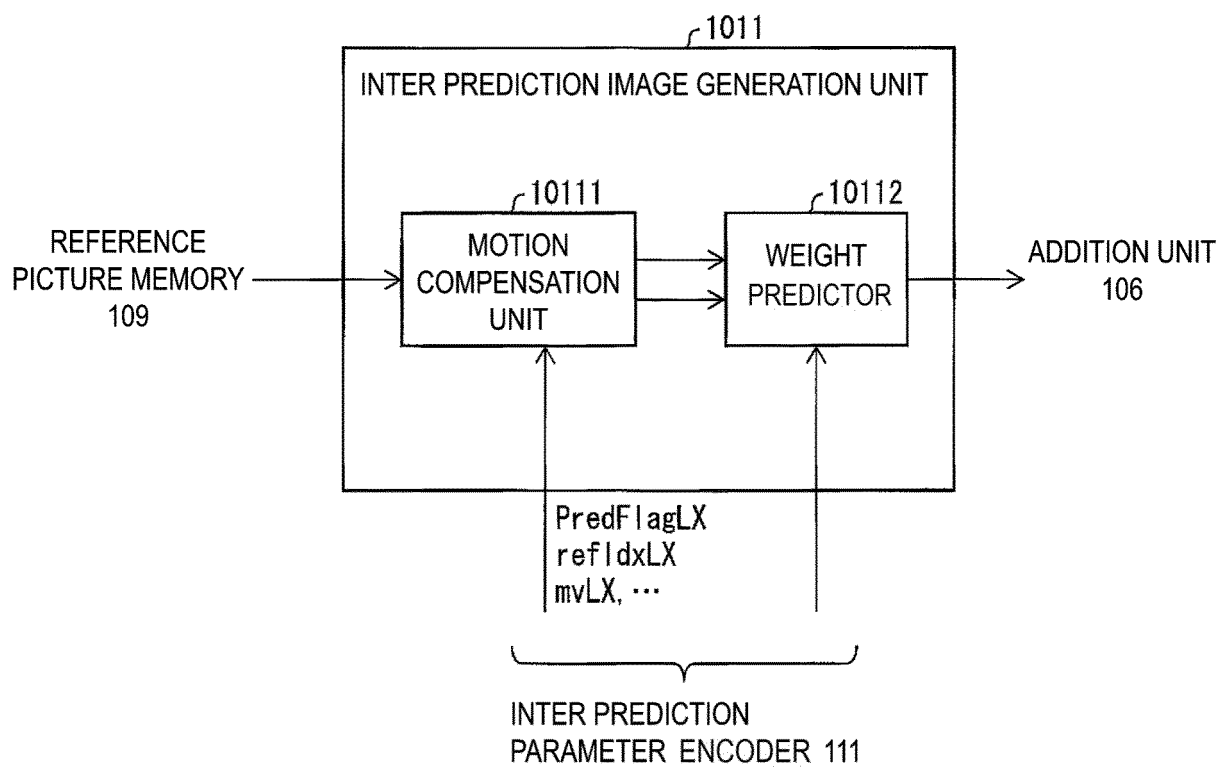 1011
INTER PREDICTION IMAGE GENERATION UNIT
10111
10112
REFERENCE
PICTURE MEMORY
109
MOTION
COMPENSATION
UNIT
WEIGHT
PREDICTOR
ADDITION UNIT
106
PredFlagLX
refIdxLX
mvLX, ···
INTER PREDICTION
PARAMETER ENCODER 111